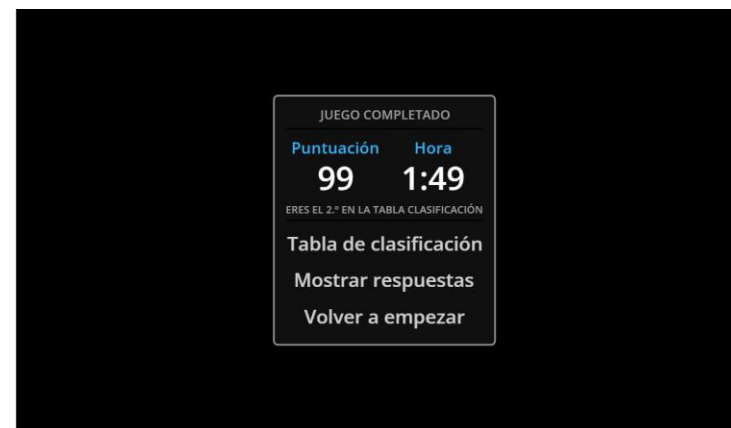 JUEGO COMPLETADO
Puntuación Hora
99 1:49
ERES EL 2.º EN LA TABLA CLASIFICACIÓN
Tabla de clasificación
Mostrar respuestas
Volver a empezar